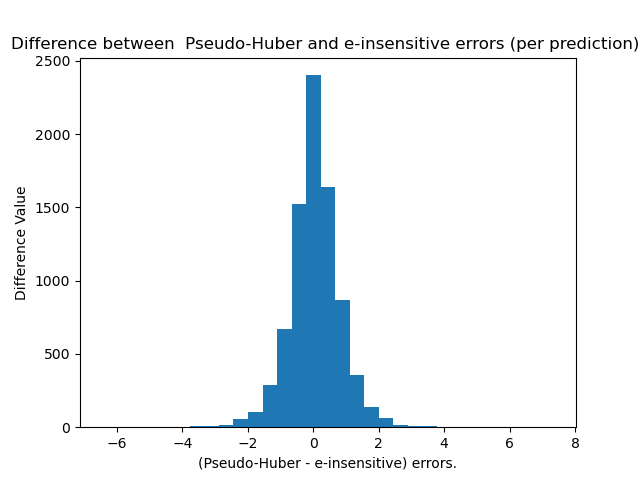 Difference between  Pseudo-Huber and e-insensitive errors (per prediction)
2500
2000
1500
1000
500
0
Difference Value
−6 −4 −2 0 2 4 6 8
(Pseudo-Huber - e-insensitive) errors.